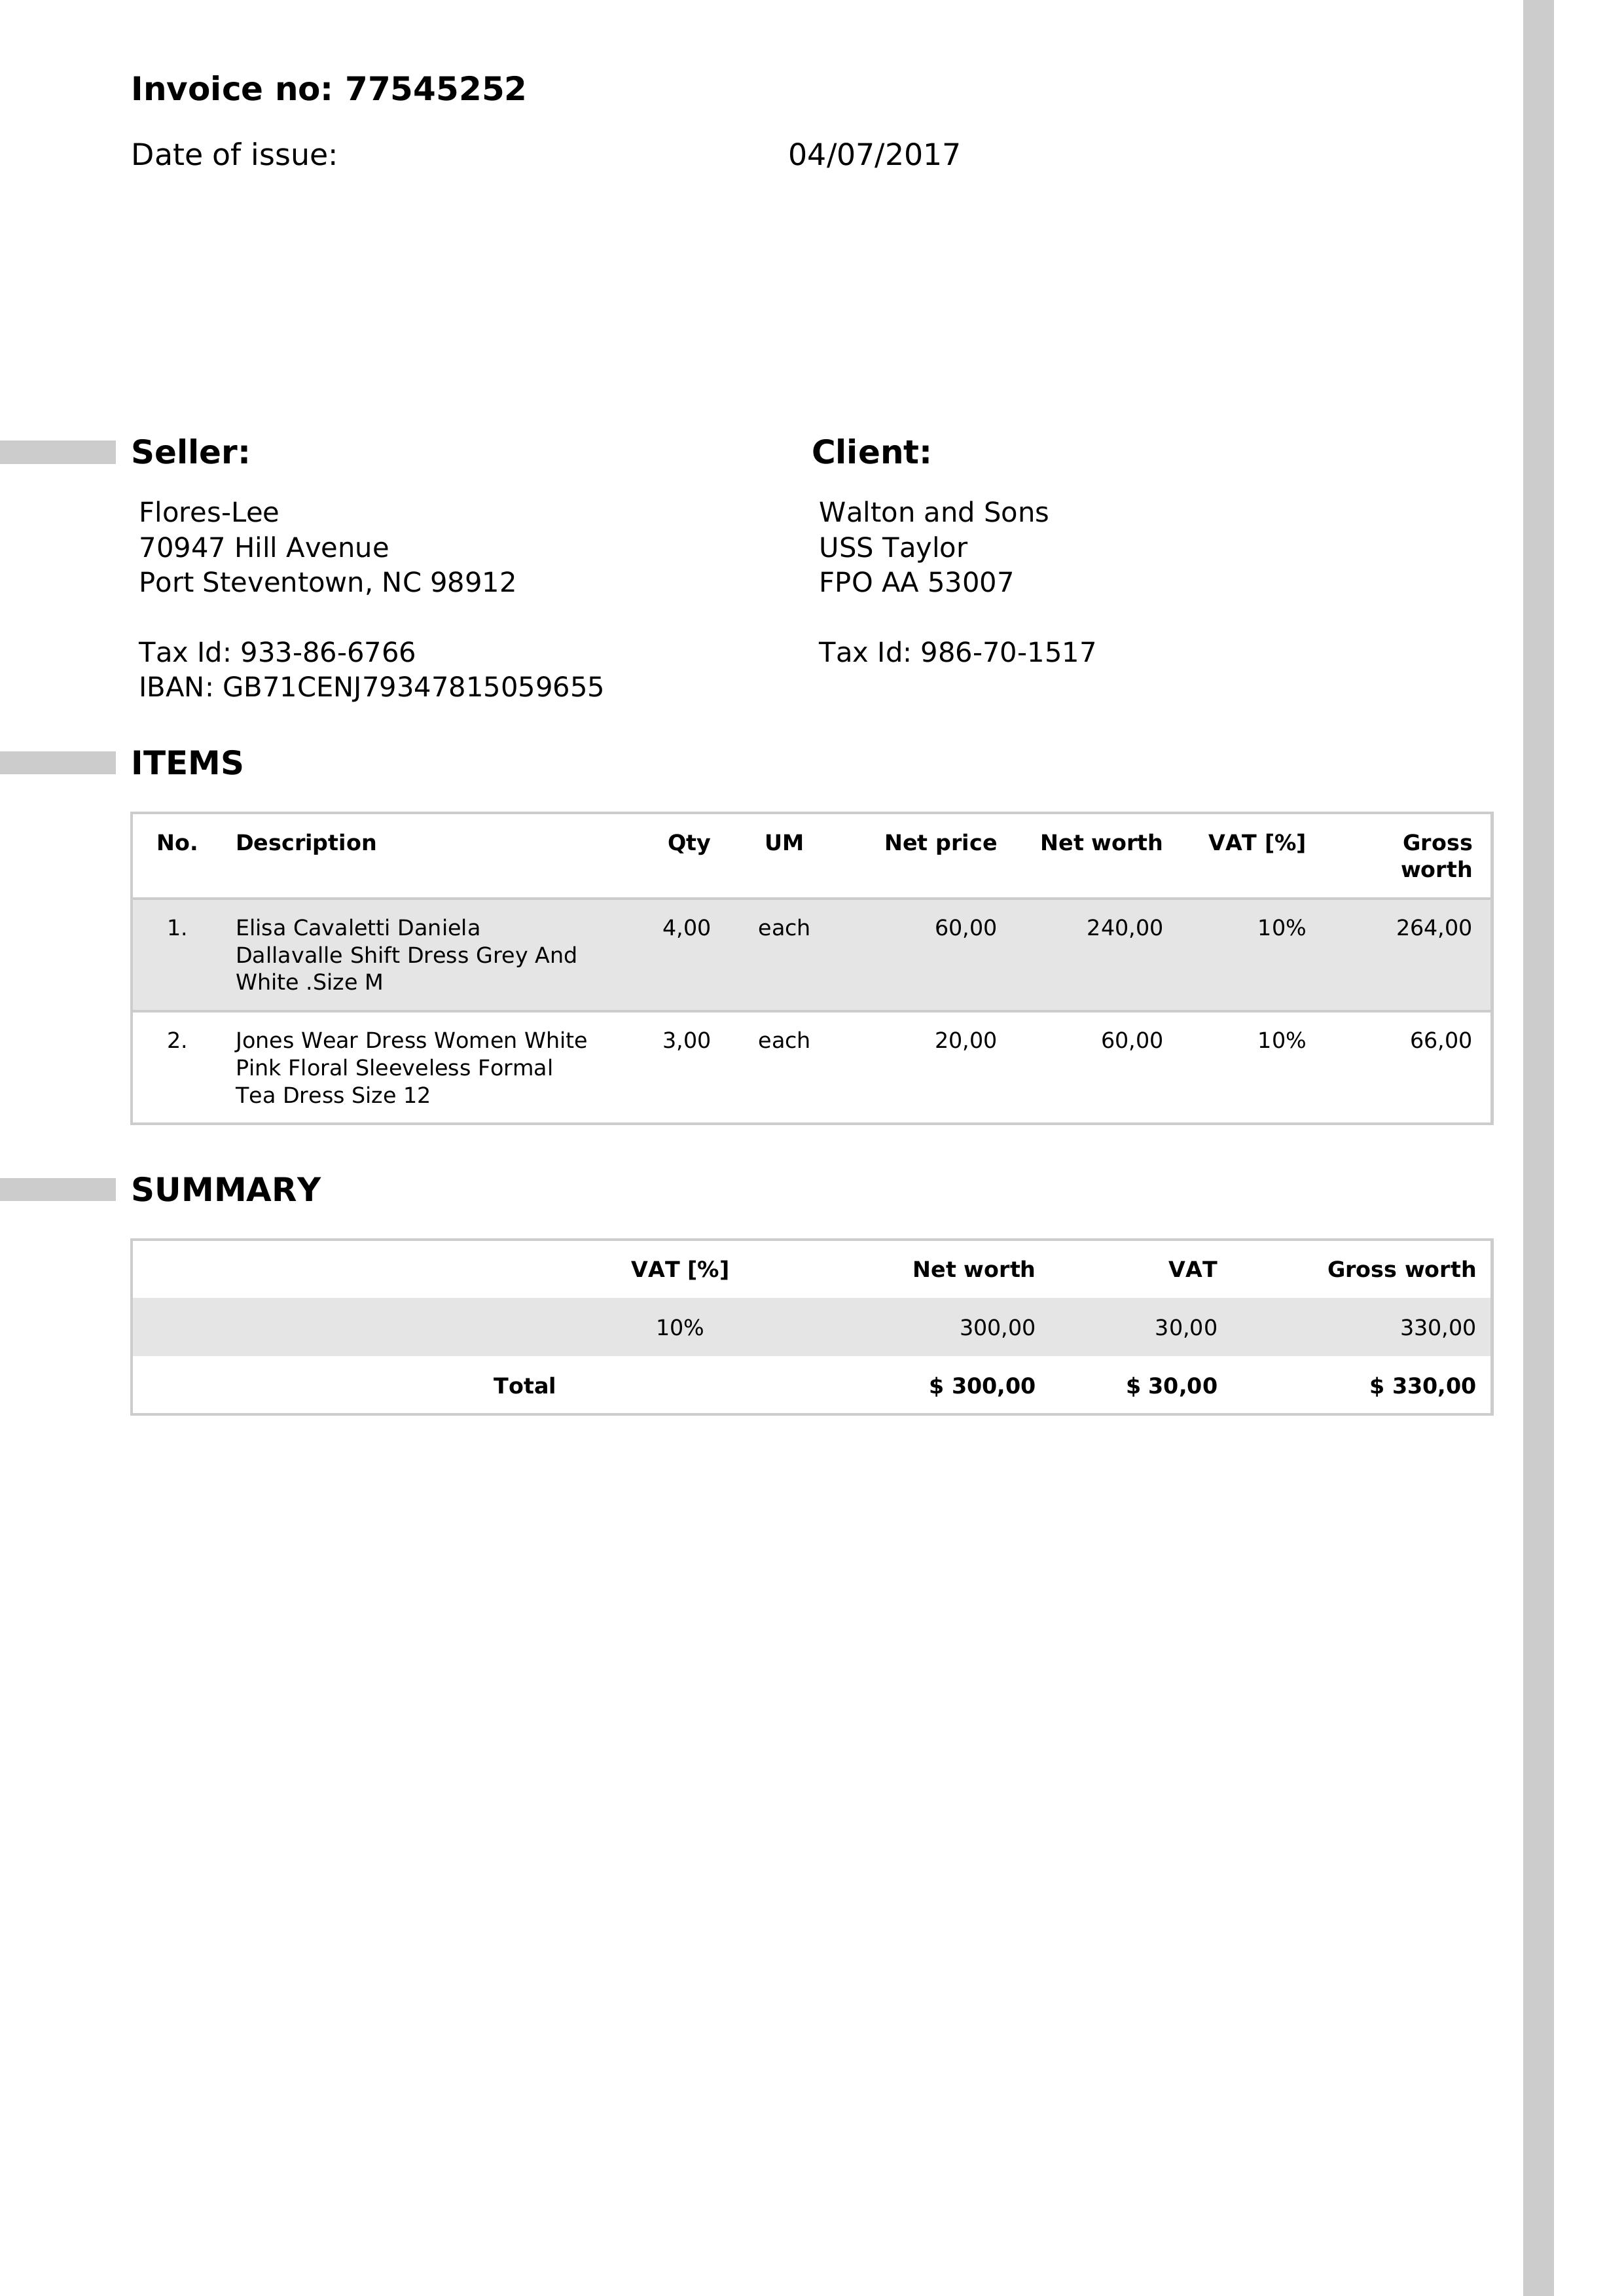 Invoice no: 77545252
Date of issue: 04/07/2017
Seller: Client:
Flores-Lee Walton and Sons
70947 Hill Avenue USS Taylor
Port Steventown, NC 98912 FPO AA 53007
Tax Id: 933-86-6766 Tax Id: 986-70-1517
IBAN: GB71CENJ79347815059655
ITEMS
No. Description Qty UM Net price Net worth VAT [%] Gross
worth
1. Elisa Cavaletti Daniela 4,00 each 60,00 240,00 10% 264,00
Dallavalle Shift Dress Grey And
White .Size M
2. Jones Wear Dress Women White 3,00 each 20,00 60,00 10% 66,00
Pink Floral Sleeveless Formal
Tea Dress Size 12
SUMMARY
VAT [%] Net worth VAT Gross worth
10% 300,00 30,00 330,00
Total $ 300,00 $ 30,00 $ 330,00